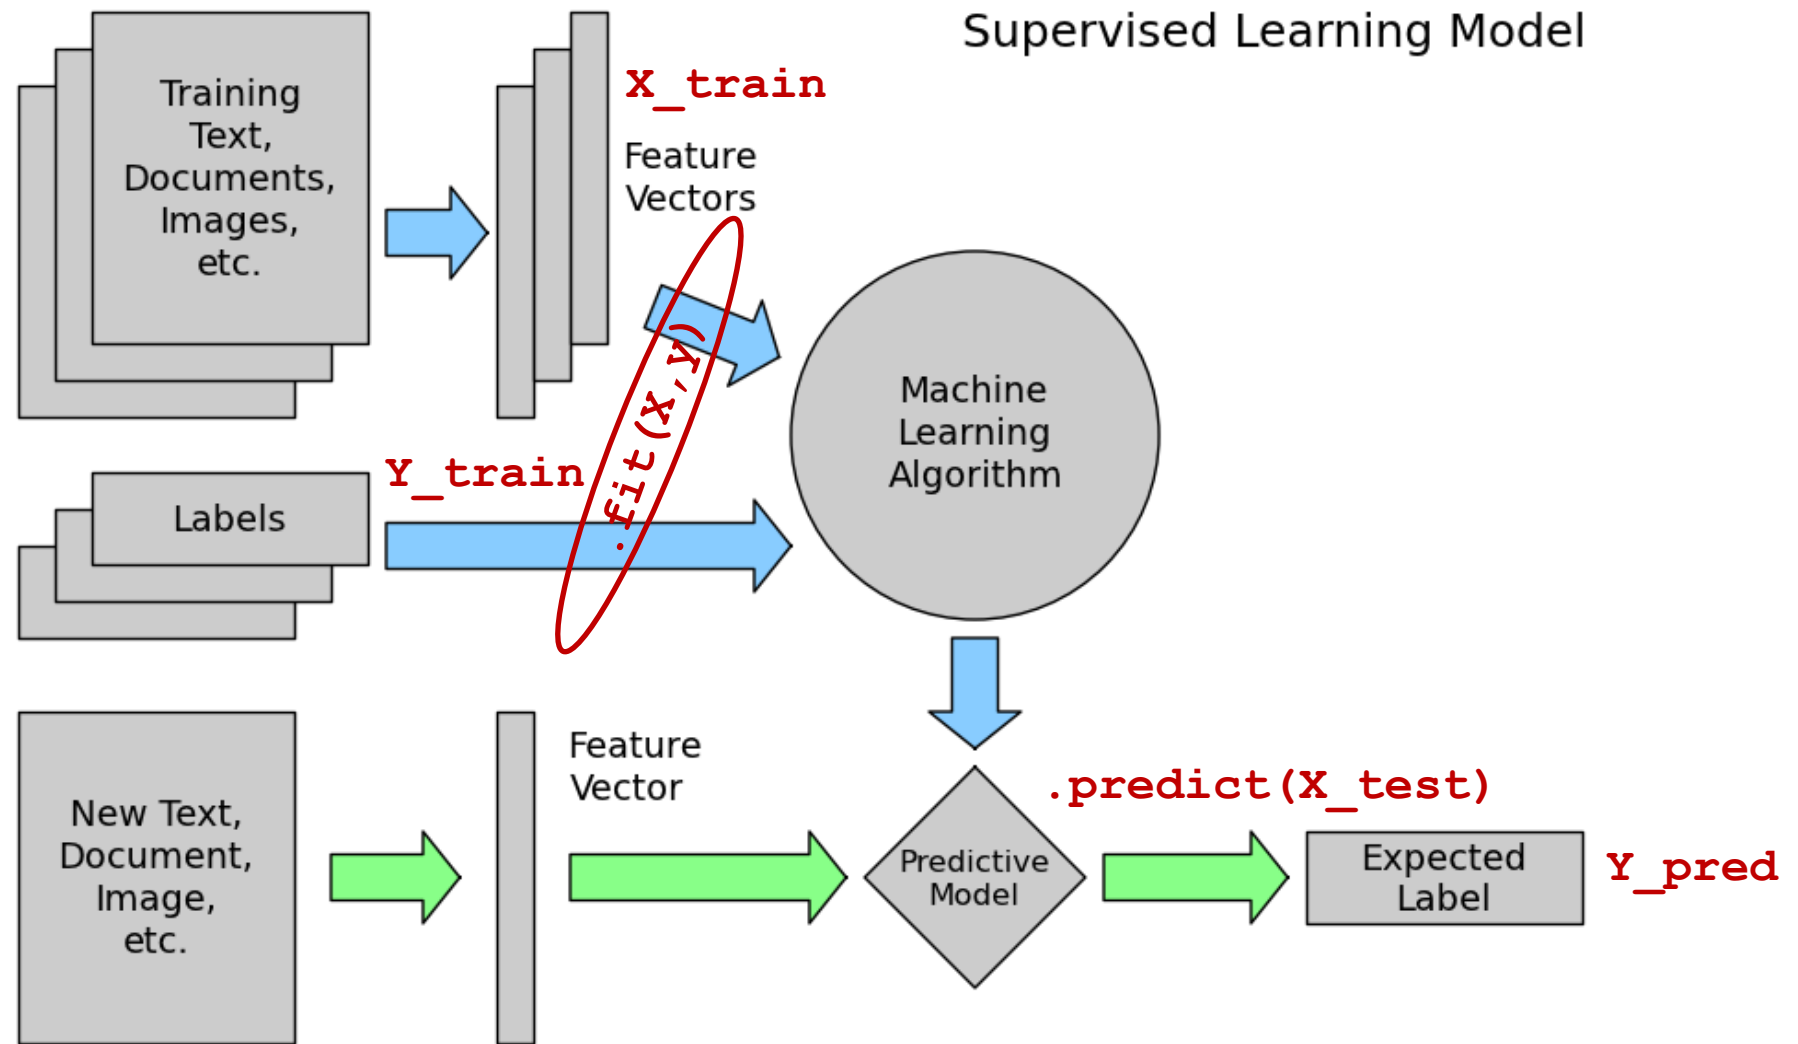 Supervised Learning Model
Training
Text,
Documents,
Images,
etc.
X_train
Feature
Vectors
.fit(X,y)
Machine
Learning
Algorithm
Labels
Y_train
New Text,
Document,
Image,
etc.
Feature
Vector
Predictive
Model
.predict(X_test)
Expected
Label
Y_pred